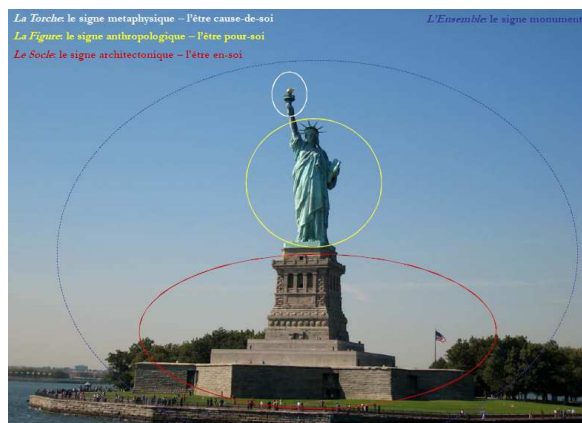 La Torche: le signe metaphysique – l'être cause-de-soi
La Figure: le signe anthropologique – l'être pour-soi
Le Socle: le signe architectonique – l'être en-soi
L'Ensemble: le signe monument